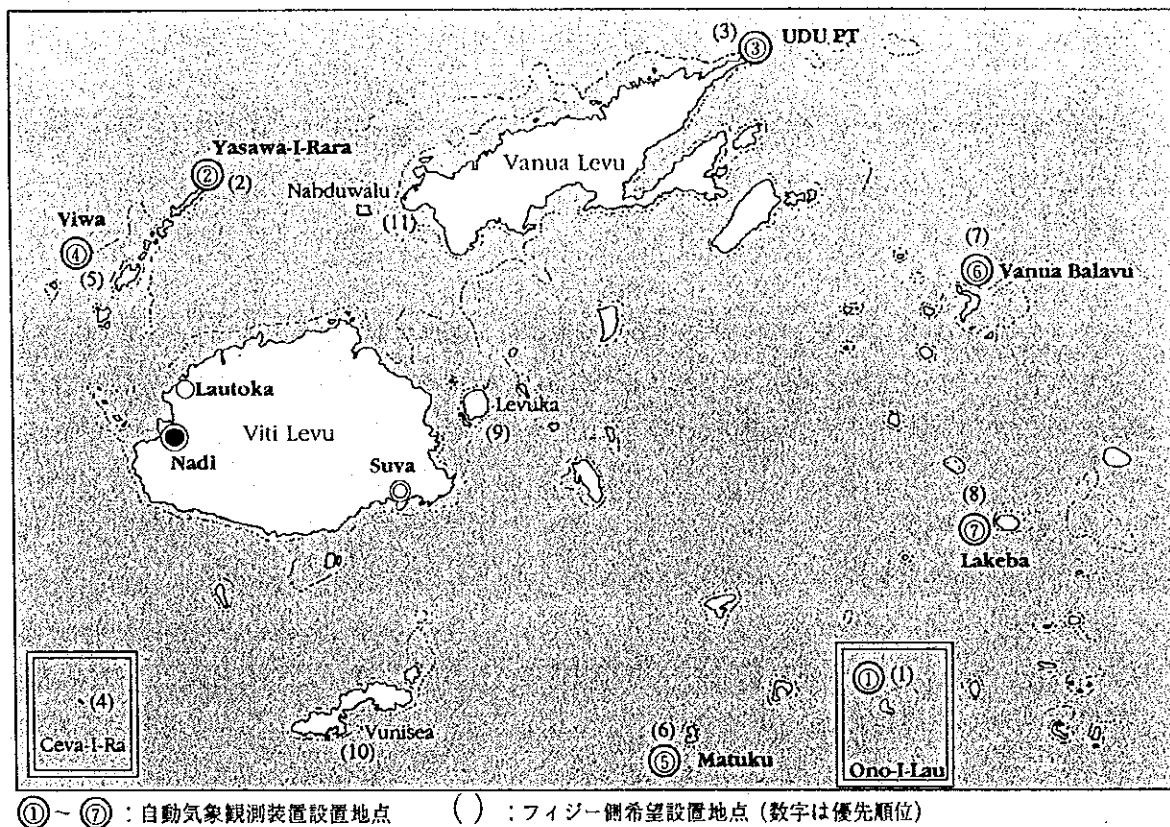 (3) UDU PT
③
Yasawa-I-Rara
② (2)
Vanua Levu
Nabduwalu
(11)
Viwa
④
(5)
(7)
⑥
Vanua Balavu
Lautoka
Levuka
(9)
Viti Levu
Nadi
Suva
(8)
⑦
Lakeba
(4)
Ceva-I-Ra
Vunisea
(10)
(6)
⑤ Matuku
① (1)
Ono-I-Lau
①~⑦:自動気象観測装置設置地点 ( ):フィジー側希望設置地点(数字は優先順位)